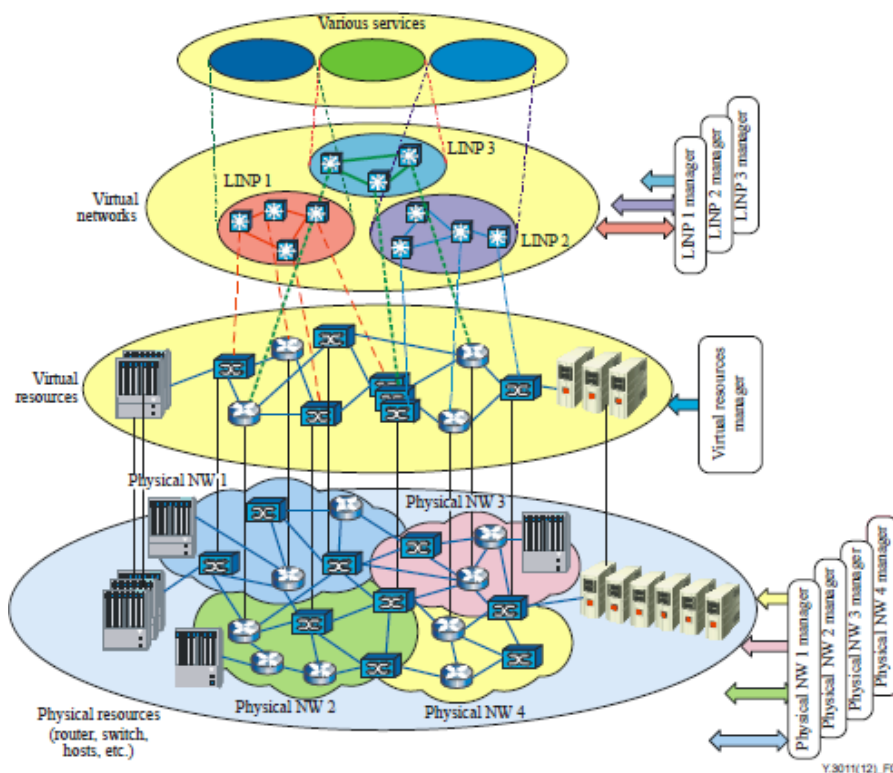 Various services
LINP 3
LINP 1
Virtual
networks
LINP 2
LINP 1 manager
LINP 2 manager
LINP 3 manager
Virtual
resources
Virtual resources
manager
Physical NW 1
Physical NW 3
Physical NW 2
Physical NW 4
Physical resources
(router, switch,
hosts, etc.)
Physical NW 1 manager
Physical NW 2 manager
Physical NW 3 manager
Physical NW 4 manager
Y.3011(12)